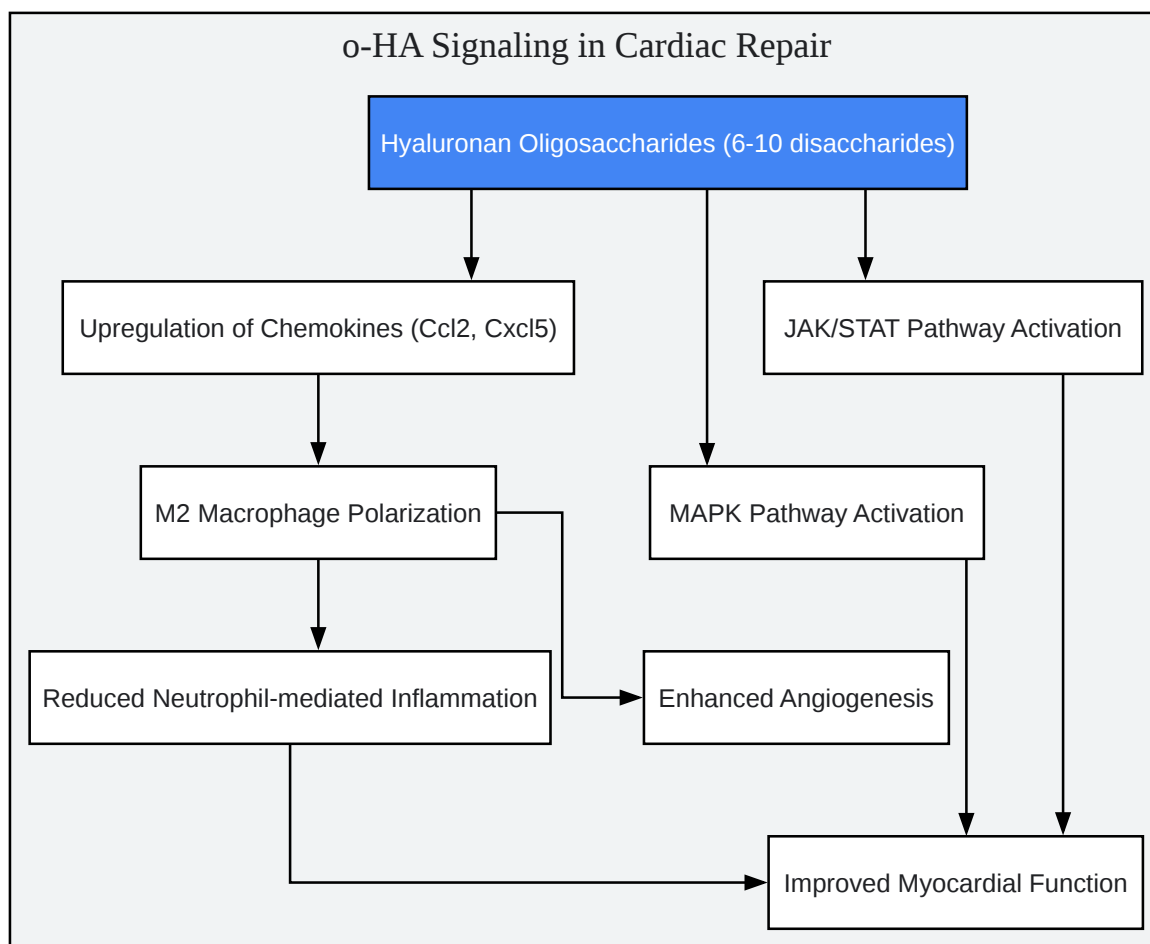 o-HA Signaling in Cardiac Repair
Hyaluronan Oligosaccharides (6-10 disaccharides)
Upregulation of Chemokines (Ccl2, Cxcl5)
JAK/STAT Pathway Activation
M2 Macrophage Polarization
MAPK Pathway Activation
Reduced Neutrophil-mediated Inflammation
Enhanced Angiogenesis
Improved Myocardial Function